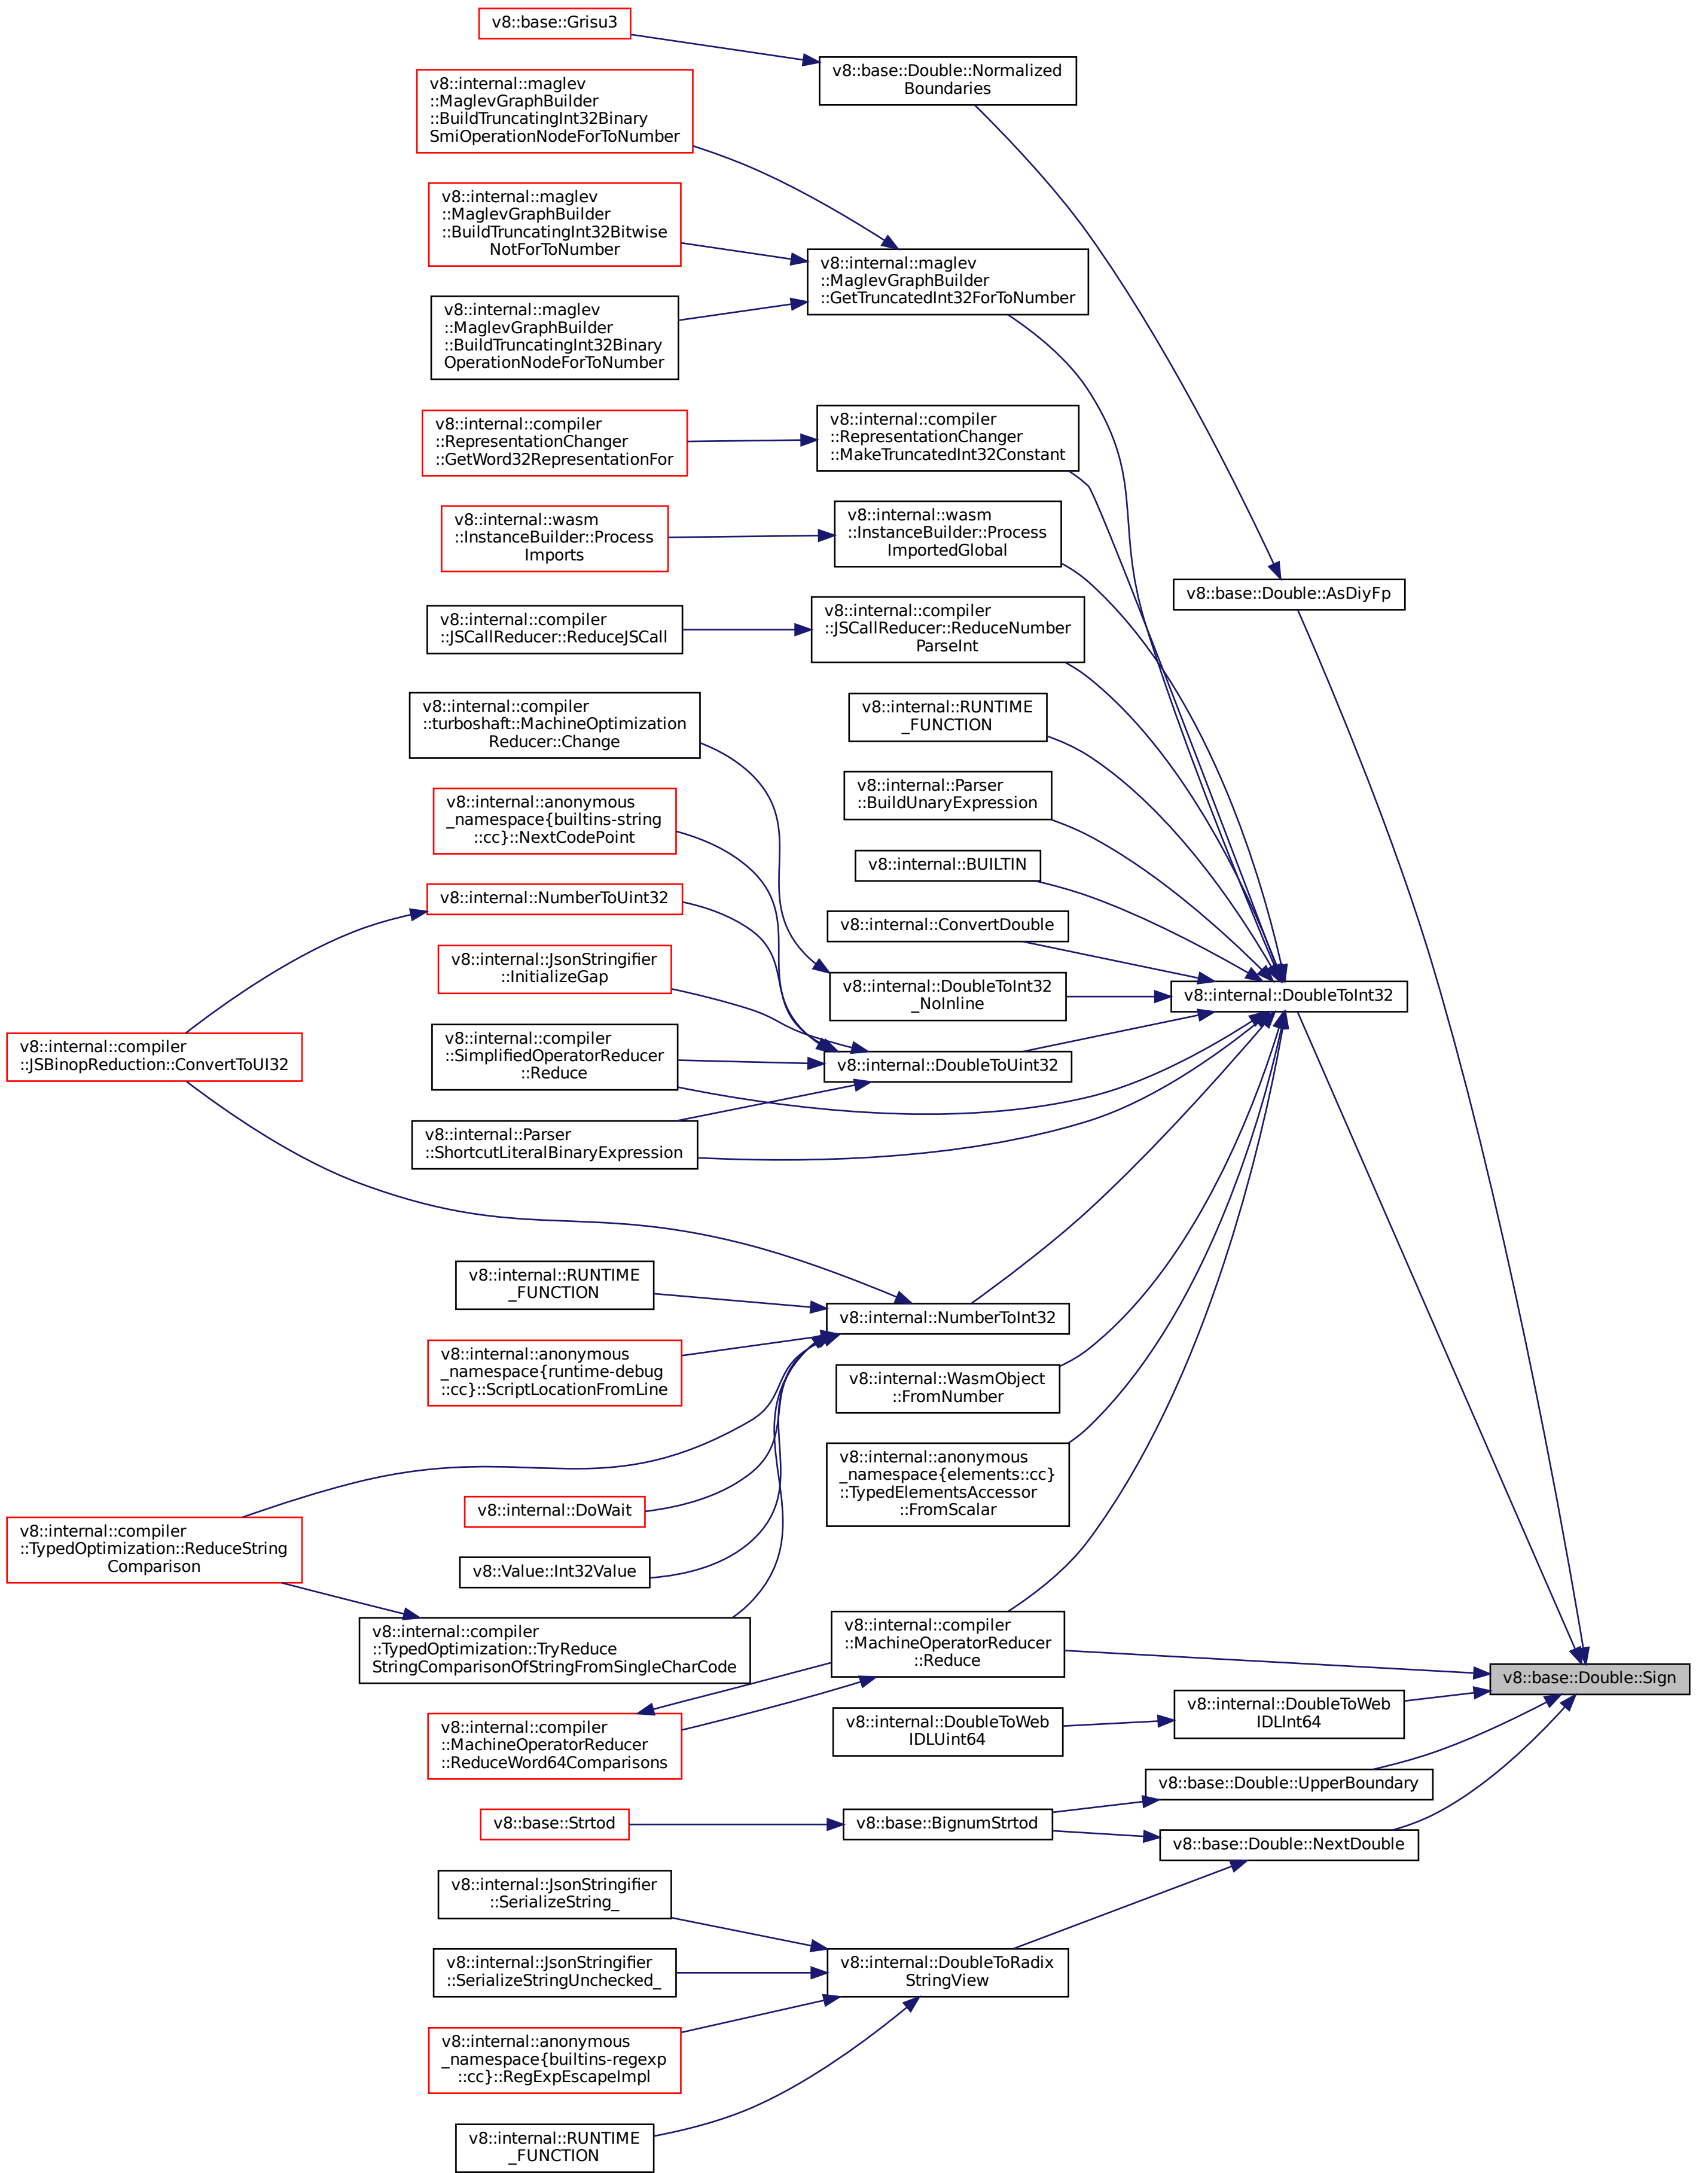 v8::base::Grisu3
v8::base::Double::Normalized
Boundaries
v8::internal::maglev
::MaglevGraphBuilder
::BuildTruncatingInt32Binary
SmiOperationNodeForToNumber
v8::internal::maglev
::MaglevGraphBuilder
::BuildTruncatingInt32Bitwise
NotForToNumber
v8::internal::maglev
::MaglevGraphBuilder
::GetTruncatedInt32ForToNumber
v8::internal::maglev
::MaglevGraphBuilder
::BuildTruncatingInt32Binary
OperationNodeForToNumber
v8::internal::compiler
::RepresentationChanger
::GetWord32RepresentationFor
v8::internal::compiler
::RepresentationChanger
::MakeTruncatedInt32Constant
v8::internal::wasm
::InstanceBuilder::Process
Imports
v8::internal::wasm
::InstanceBuilder::Process
ImportedGlobal
v8::base::Double::AsDiyFp
v8::internal::compiler
::JSCallReducer::ReduceJSCall
v8::internal::compiler
::JSCallReducer::ReduceNumber
ParseInt
v8::internal::compiler
::turboshaft::MachineOptimization
Reducer::Change
v8::internal::RUNTIME
_FUNCTION
v8::internal::Parser
::BuildUnaryExpression
v8::internal::anonymous
_namespace{builtins-string
::cc}::NextCodePoint
v8::internal::BUILTIN
v8::internal::NumberToUint32
v8::internal::ConvertDouble
v8::internal::JsonStringifier
::InitializeGap
v8::internal::DoubleToInt32
_NoInline
v8::internal::DoubleToInt32
v8::internal::compiler
::JSBinopReduction::ConvertToUI32
v8::internal::compiler
::SimplifiedOperatorReducer
::Reduce
v8::internal::DoubleToUint32
v8::internal::Parser
::ShortcutLiteralBinaryExpression
v8::internal::RUNTIME
_FUNCTION
v8::internal::NumberToInt32
v8::internal::anonymous
_namespace{runtime-debug
::cc}::ScriptLocationFromLine
v8::internal::WasmObject
::FromNumber
v8::internal::anonymous
_namespace{elements::cc}
::TypedElementsAccessor
::FromScalar
v8::internal::DoWait
v8::internal::compiler
::TypedOptimization::ReduceString
Comparison
v8::Value::Int32Value
v8::internal::compiler
::TypedOptimization::TryReduce
StringComparisonOfStringFromSingleCharCode
v8::internal::compiler
::MachineOperatorReducer
::Reduce
v8::base::Double::Sign
v8::internal::compiler
::MachineOperatorReducer
::ReduceWord64Comparisons
v8::internal::DoubleToWeb
IDLUint64
v8::internal::DoubleToWeb
IDLInt64
v8::base::Double::UpperBoundary
v8::base::Strtod
v8::base::BignumStrtod
v8::base::Double::NextDouble
v8::internal::JsonStringifier
::SerializeString_
v8::internal::JsonStringifier
::SerializeStringUnchecked_
v8::internal::DoubleToRadix
StringView
v8::internal::anonymous
_namespace{builtins-regexp
::cc}::RegExpEscapeImpl
v8::internal::RUNTIME
_FUNCTION